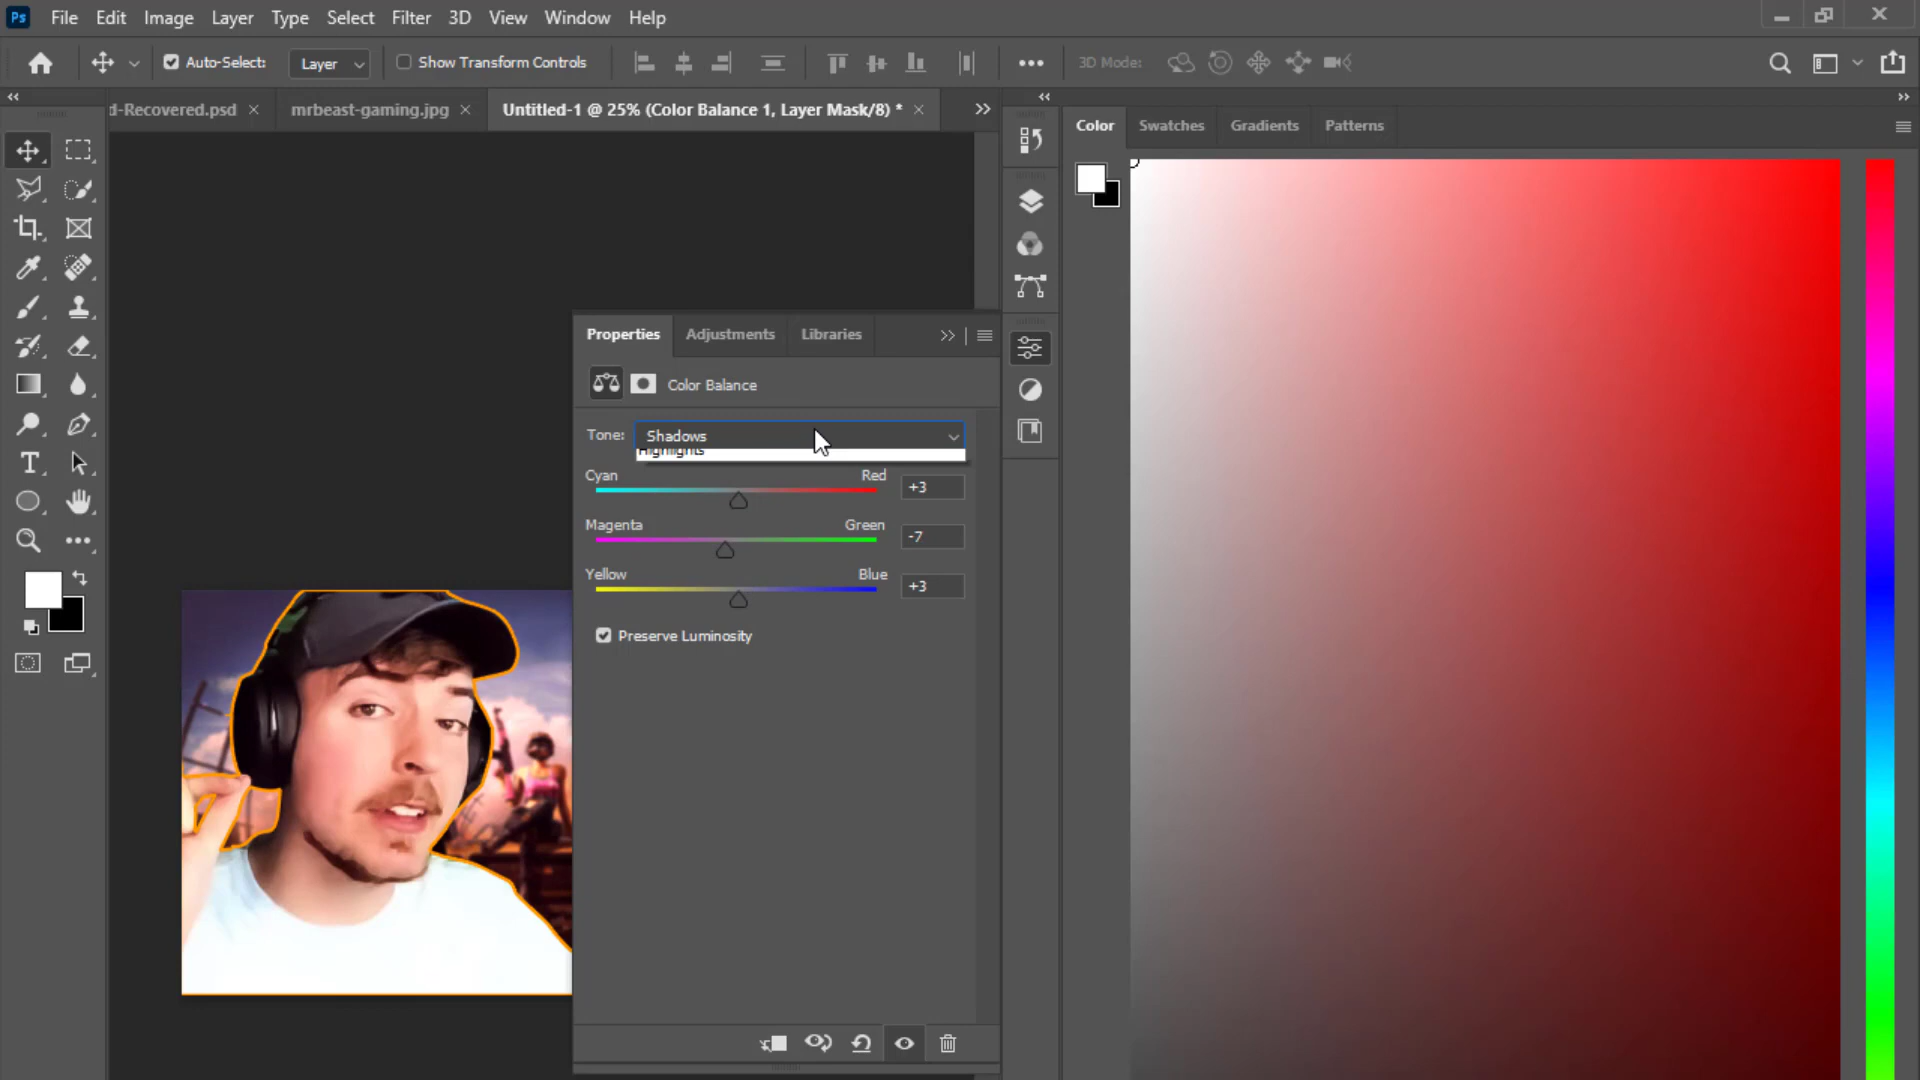 Ps File Edit Image Layer Type Select Filter 3D View Window Help
Auto-Select: Layer Show Transform Controls 3D Mode:
d-Recovered.psd mrbeast-gaming.jpg Untitled-1 @ 25% (Color Balance 1, Layer Mask/8) *
Color Swatches Gradients Patterns
Properties Adjustments Libraries
Color Balance
Tone: Shadows
Highlights
Cyan Red +3
Magenta Green -7
Yellow Blue +3
Preserve Luminosity